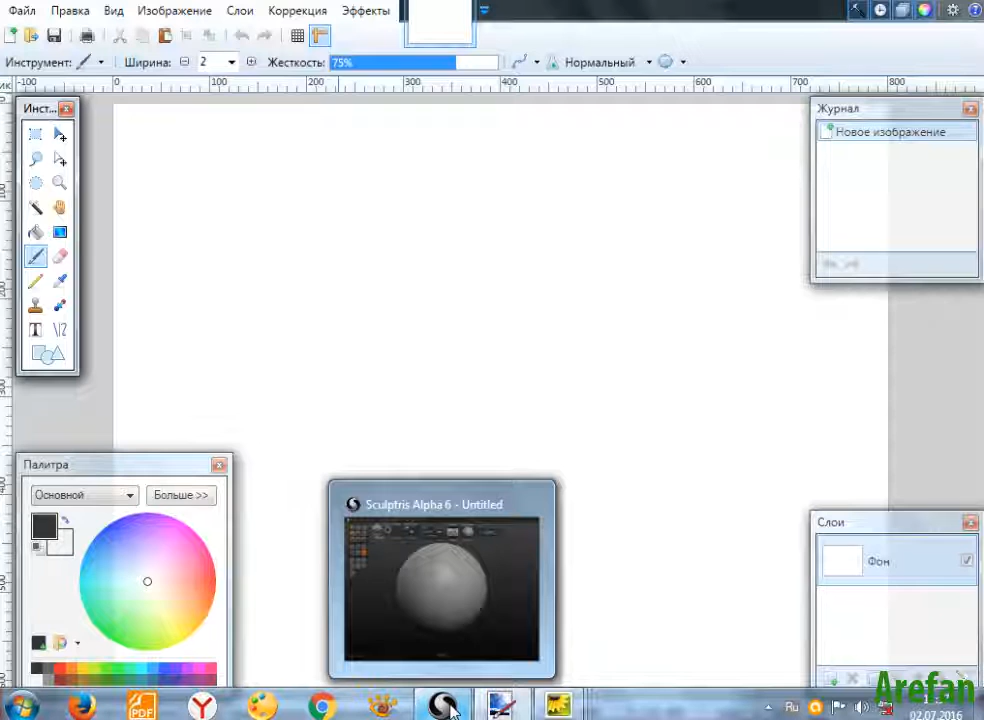 Файл Правка Вид Изображение Слои Коррекция Эффекты
Инструмент: Ширина: 2 Жесткость: 75% Нормальный
-100 0 100 200 300 400 500 600 700 800
Инст...
Журнал
Новое изображение
Палитра
Основной Больше >>
Sculptris Alpha 6 - Untitled
Слои
Фон
PDF
Ru
02.07.2016
Arefan